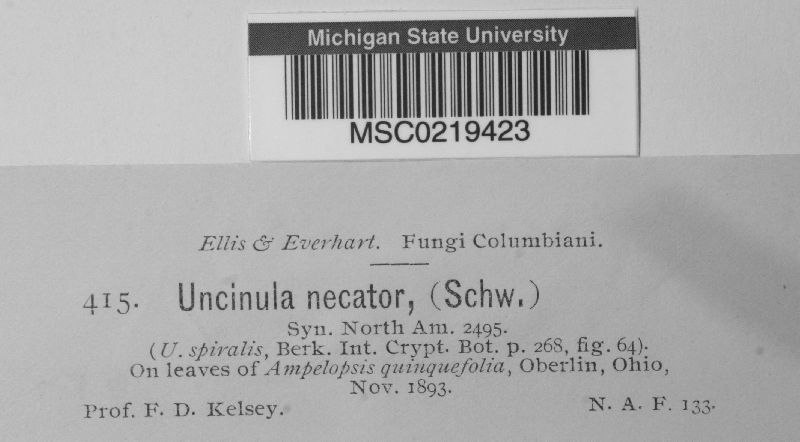 Michigan State University
MSC0219423
Ellis & Everhart. Fungi Columbiani.
415. Uncinula necator, (Schw.)
Syn. North Am. 2495.
(U. spiralis, Berk. Int. Crypt. Bot. p. 268, fig. 64).
On leaves of Ampelopsis quinquefolia, Oberlin, Ohio,
Nov. 1893.
Prof. F. D. Kelsey. N. A. F. 133.